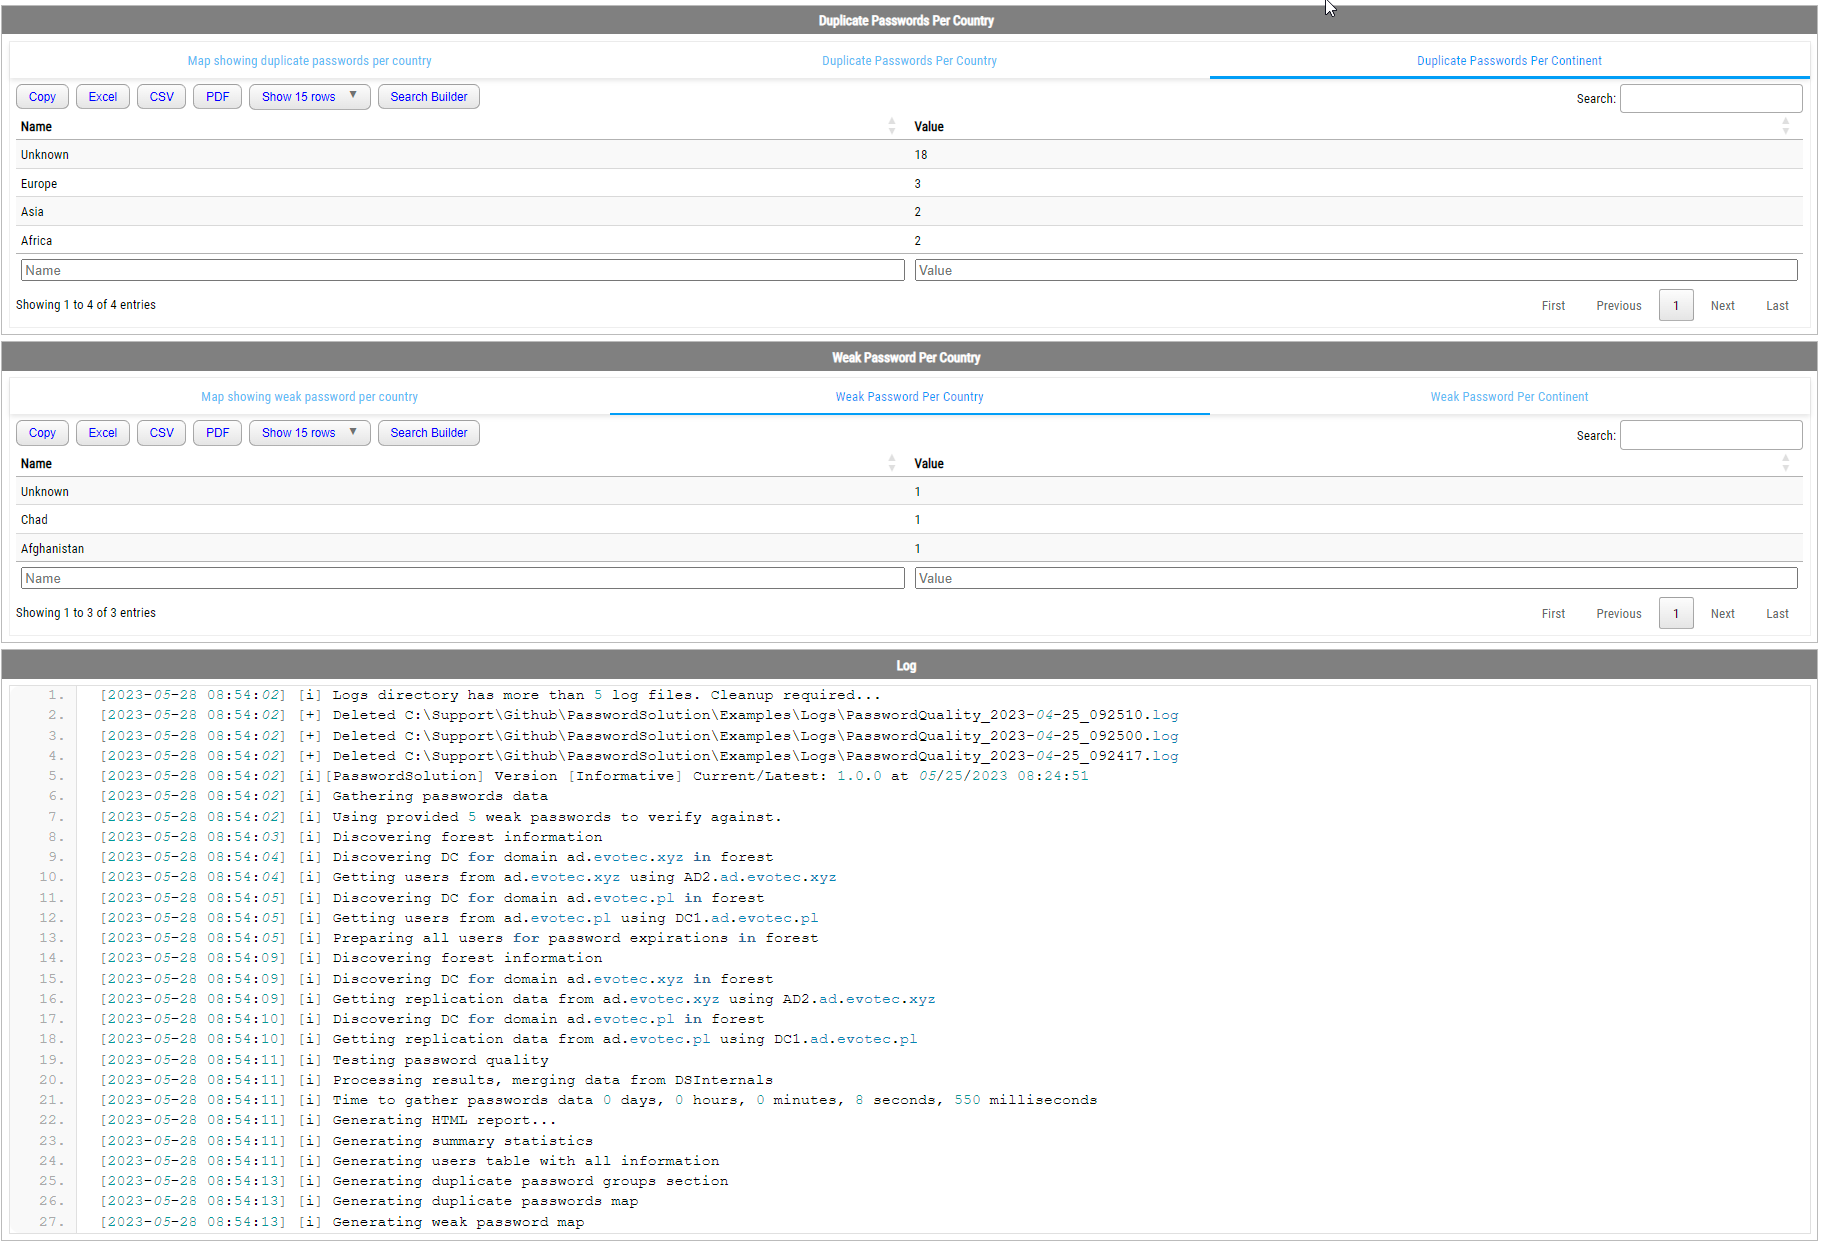 Duplicate Passwords Per Country
Map showing duplicate passwords per country Duplicate Passwords Per Country Duplicate Passwords Per Continent
Copy Excel CSV PDF Show 15 rows ▼ Search Builder Search:
Name Value
Unknown 18
Europe 3
Asia 2
Africa 2
Name Value
Showing 1 to 4 of 4 entries First Previous 1 Next Last
Weak Password Per Country
Map showing weak password per country Weak Password Per Country Weak Password Per Continent
Copy Excel CSV PDF Show 15 rows ▼ Search Builder Search:
Name Value
Unknown 1
Chad 1
Afghanistan 1
Name Value
Showing 1 to 3 of 3 entries First Previous 1 Next Last
Log
1. [2023-05-28 08:54:02] [i] Logs directory has more than 5 log files. Cleanup required...
2. [2023-05-28 08:54:02] [+] Deleted C:\Support\Github\PasswordSolution\Examples\Logs\PasswordQuality_2023-04-25_092510.log
3. [2023-05-28 08:54:02] [+] Deleted C:\Support\Github\PasswordSolution\Examples\Logs\PasswordQuality_2023-04-25_092500.log
4. [2023-05-28 08:54:02] [+] Deleted C:\Support\Github\PasswordSolution\Examples\Logs\PasswordQuality_2023-04-25_092417.log
5. [2023-05-28 08:54:02] [i][PasswordSolution] Version [Informative] Current/Latest: 1.0.0 at 05/25/2023 08:24:51
6. [2023-05-28 08:54:02] [i] Gathering passwords data
7. [2023-05-28 08:54:02] [i] Using provided 5 weak passwords to verify against.
8. [2023-05-28 08:54:03] [i] Discovering forest information
9. [2023-05-28 08:54:04] [i] Discovering DC for domain ad.evotec.xyz in forest
10. [2023-05-28 08:54:04] [i] Getting users from ad.evotec.xyz using AD2.ad.evotec.xyz
11. [2023-05-28 08:54:05] [i] Discovering DC for domain ad.evotec.pl in forest
12. [2023-05-28 08:54:05] [i] Getting users from ad.evotec.pl using DC1.ad.evotec.pl
13. [2023-05-28 08:54:05] [i] Preparing all users for password expirations in forest
14. [2023-05-28 08:54:09] [i] Discovering forest information
15. [2023-05-28 08:54:09] [i] Discovering DC for domain ad.evotec.xyz in forest
16. [2023-05-28 08:54:09] [i] Getting replication data from ad.evotec.xyz using AD2.ad.evotec.xyz
17. [2023-05-28 08:54:10] [i] Discovering DC for domain ad.evotec.pl in forest
18. [2023-05-28 08:54:10] [i] Getting replication data from ad.evotec.pl using DC1.ad.evotec.pl
19. [2023-05-28 08:54:11] [i] Testing password quality
20. [2023-05-28 08:54:11] [i] Processing results, merging data from DSInternals
21. [2023-05-28 08:54:11] [i] Time to gather passwords data 0 days, 0 hours, 0 minutes, 8 seconds, 550 milliseconds
22. [2023-05-28 08:54:11] [i] Generating HTML report...
23. [2023-05-28 08:54:11] [i] Generating summary statistics
24. [2023-05-28 08:54:11] [i] Generating users table with all information
25. [2023-05-28 08:54:13] [i] Generating duplicate password groups section
26. [2023-05-28 08:54:13] [i] Generating duplicate passwords map
27. [2023-05-28 08:54:13] [i] Generating weak password map